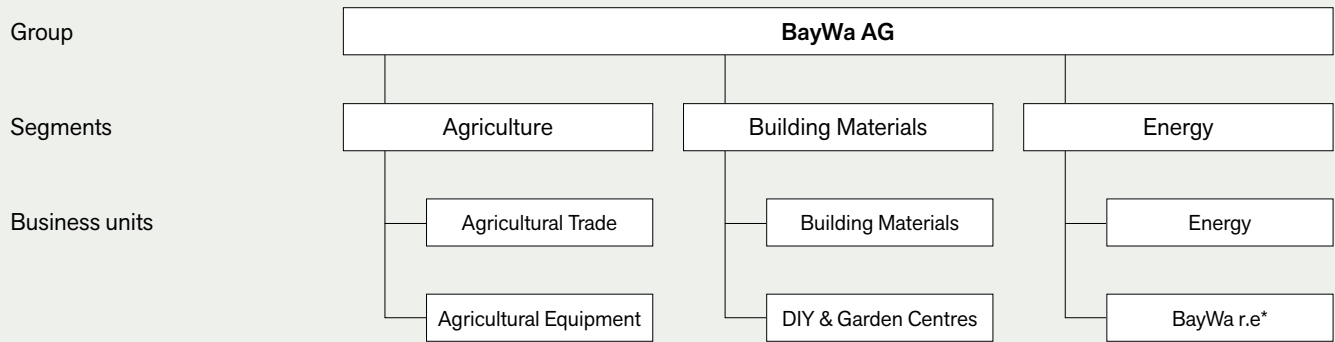 Group
BayWa AG
Segments
Agriculture
Building Materials
Energy
Business units
Agricultural Trade
Building Materials
Energy
Agricultural Equipment
DIY & Garden Centres
BayWa r.e*